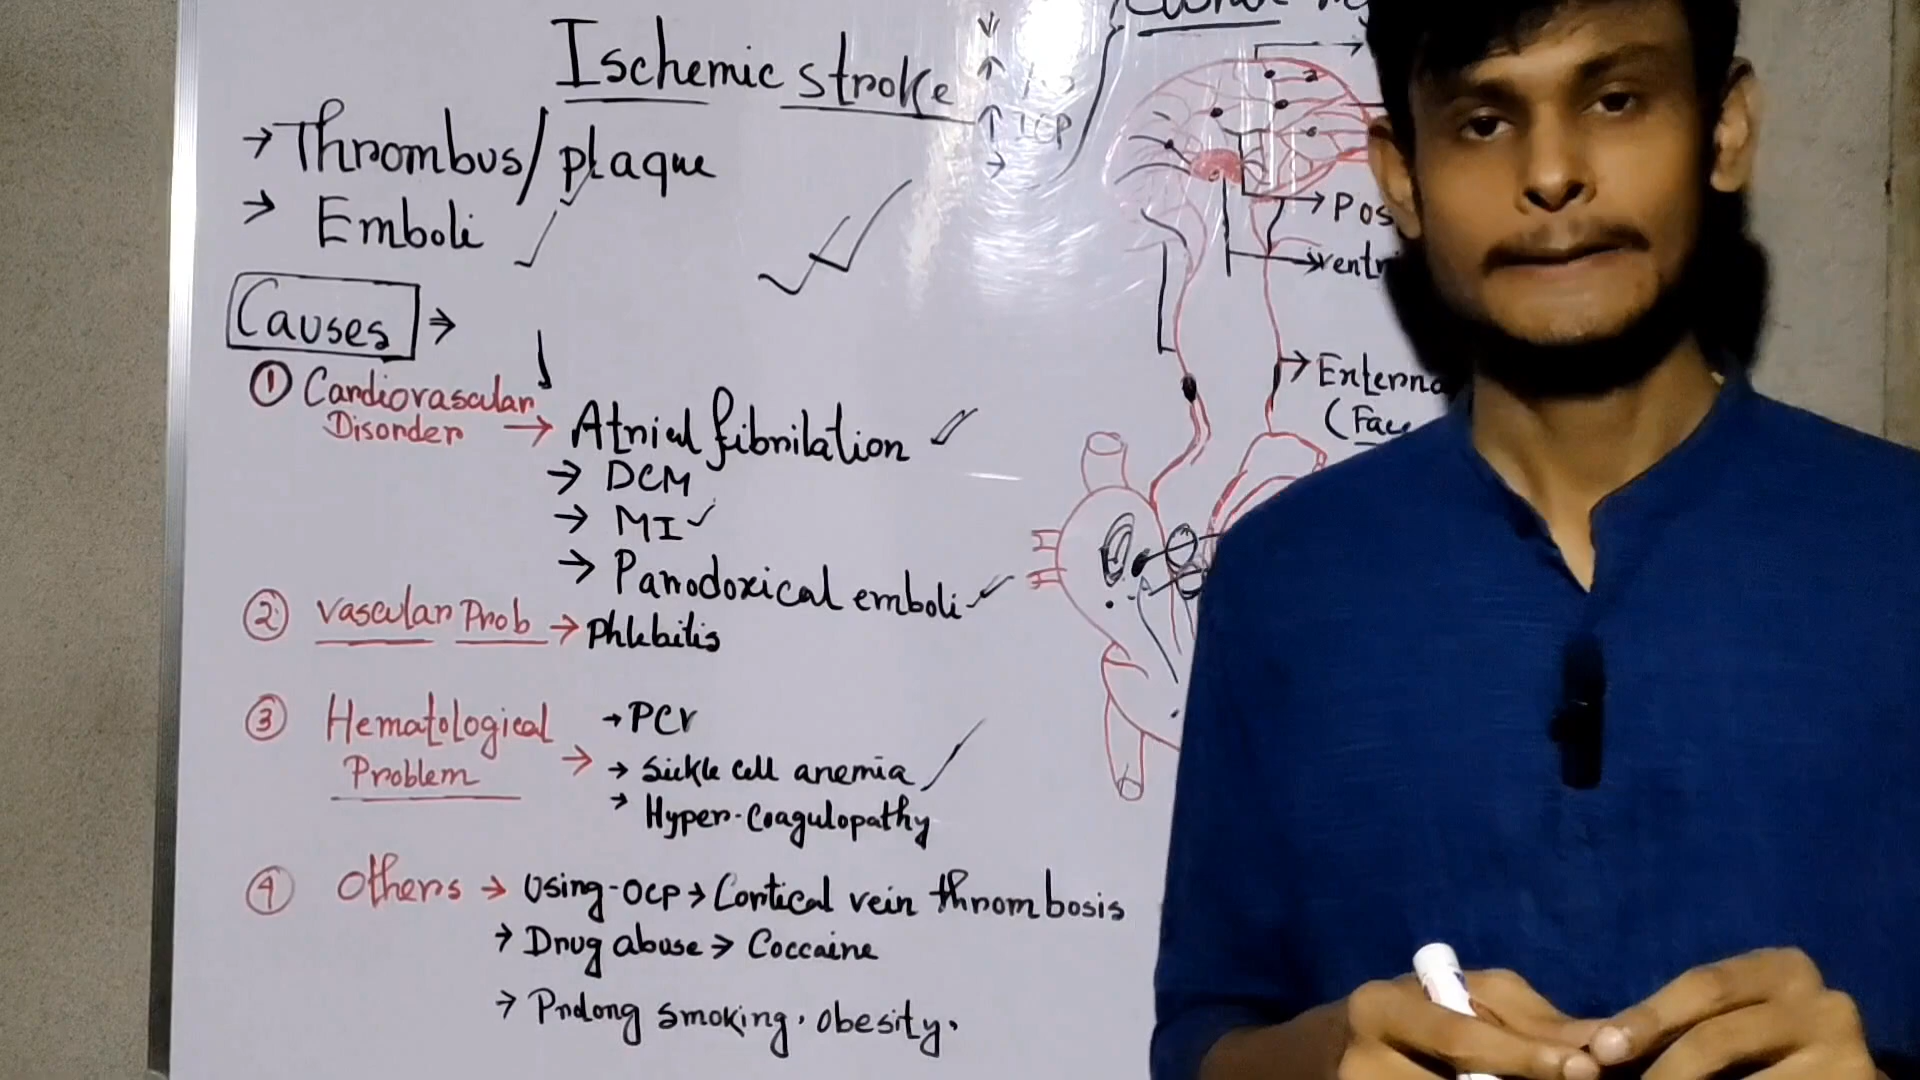 Ischemic stroke
→ Thrombus/plaque
→ Emboli
↑ ICP
→ Pos
→ ventri
→ Externa
(Face
Causes ⇒
① Cardiovascular Disorder → Atrial fibrilation
→ DCM
→ MI
→ Parodoxical emboli
② Vascular Prob → Phlebitis
③ Hematological Problem → → PCV
→ Sickle cell anemia
→ Hyper-Coagulopathy
④ Others → Using-OCP → Cortical vein thrombosis
→ Drug abuse → Coccaine
→ Prolong smoking, obesity.